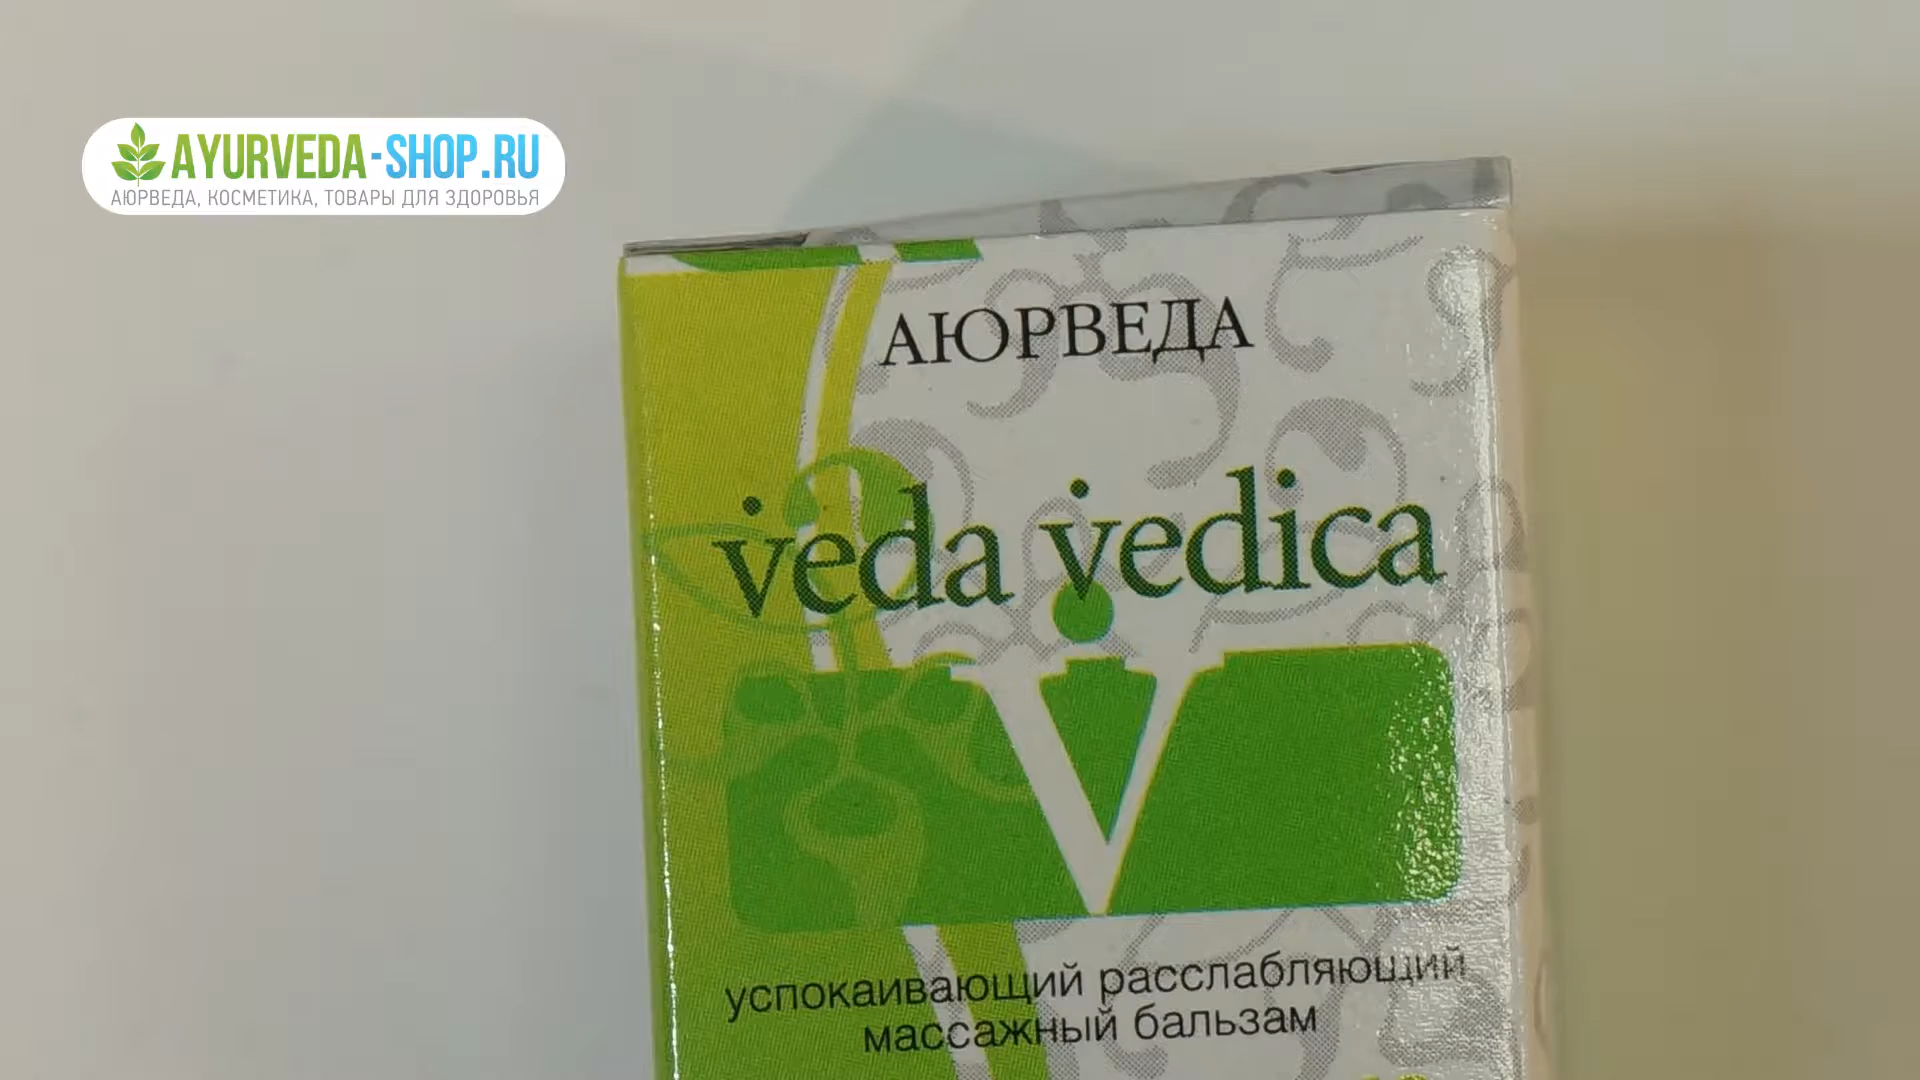 AYURVEDA-SHOP.RU
АЮРВЕДА, КОСМЕТИКА, ТОВАРЫ ДЛЯ ЗДОРОВЬЯ
АЮРВЕДА
veda vedica
V
успокаивающий расслабляющий
массажный бальзам